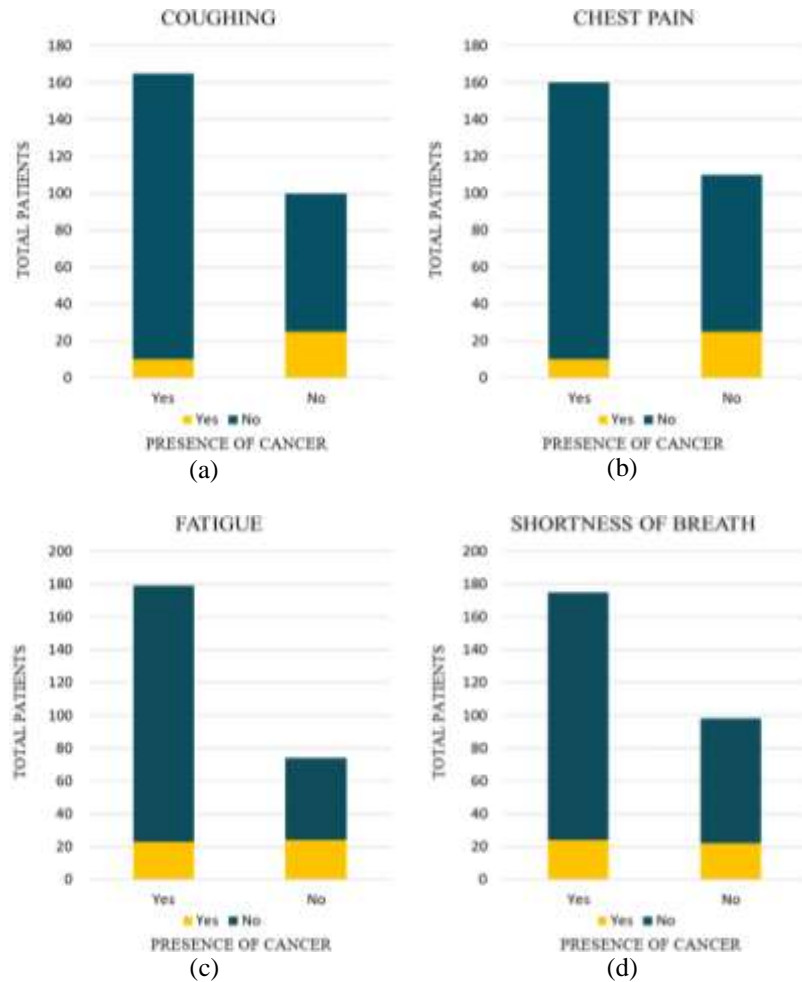 COUGHING
180
160
140
120
100
80
60
40
20
0
TOTAL PATIENTS
Yes No
Yes No
PRESENCE OF CANCER
(a)
CHEST PAIN
180
160
140
120
100
80
60
40
20
0
TOTAL PATIENTS
Yes No
Yes No
PRESENCE OF CANCER
(b)
FATIGUE
200
180
160
140
120
100
80
60
40
20
0
TOTAL PATIENTS
Yes No
Yes No
PRESENCE OF CANCER
(c)
SHORTNESS OF BREATH
200
180
160
140
120
100
80
60
40
20
0
TOTAL PATIENTS
Yes No
Yes No
PRESENCE OF CANCER
(d)